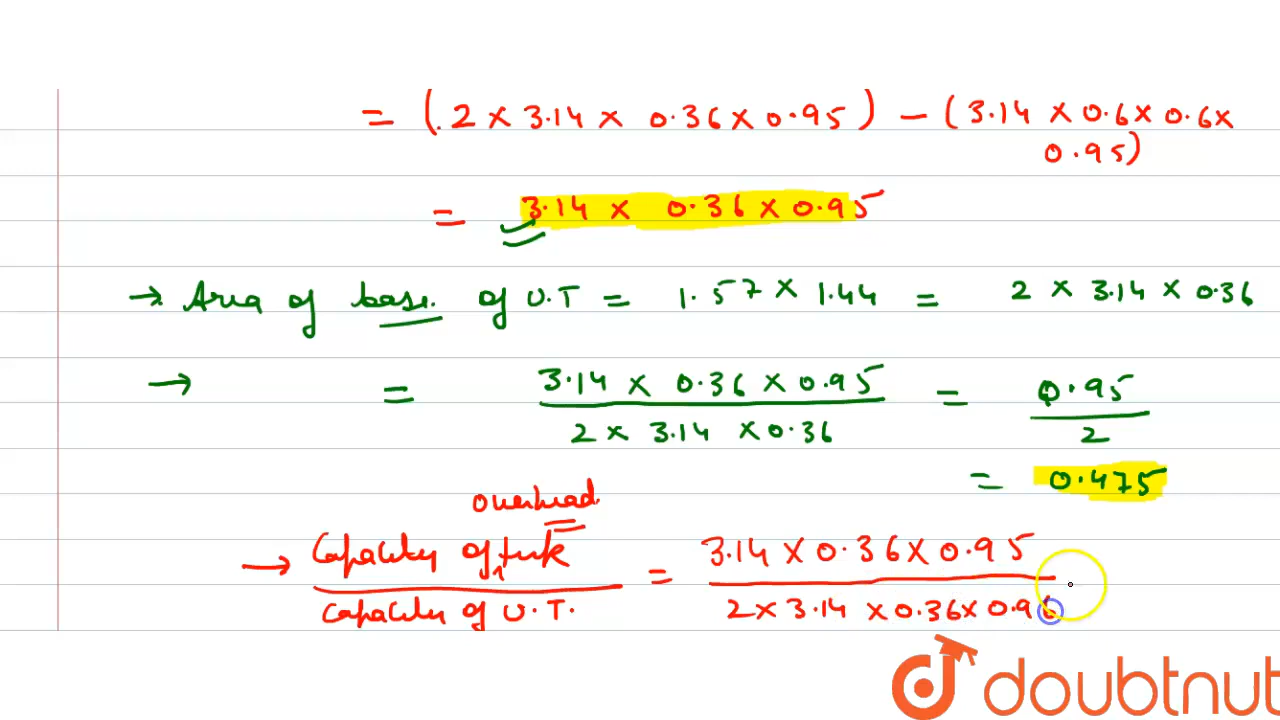 = (.2 × 3.14 × 0.36 × 0.95) - (3.14 × 0.6 × 0.6 ×
0.95)
= 3.14 × 0.36 × 0.95
→ Area of base. of U.T = 1.57 × 1.44 = 2 × 3.14 × 0.36
→ = 3.14 × 0.36 × 0.95 = 0.95
2 × 3.14 × 0.36 2
= 0.475
overhead
→ Capacity of tank = 3.14 × 0.36 × 0.95
Capacity of U.T. 2 × 3.14 × 0.36 × 0.9
doubtnut